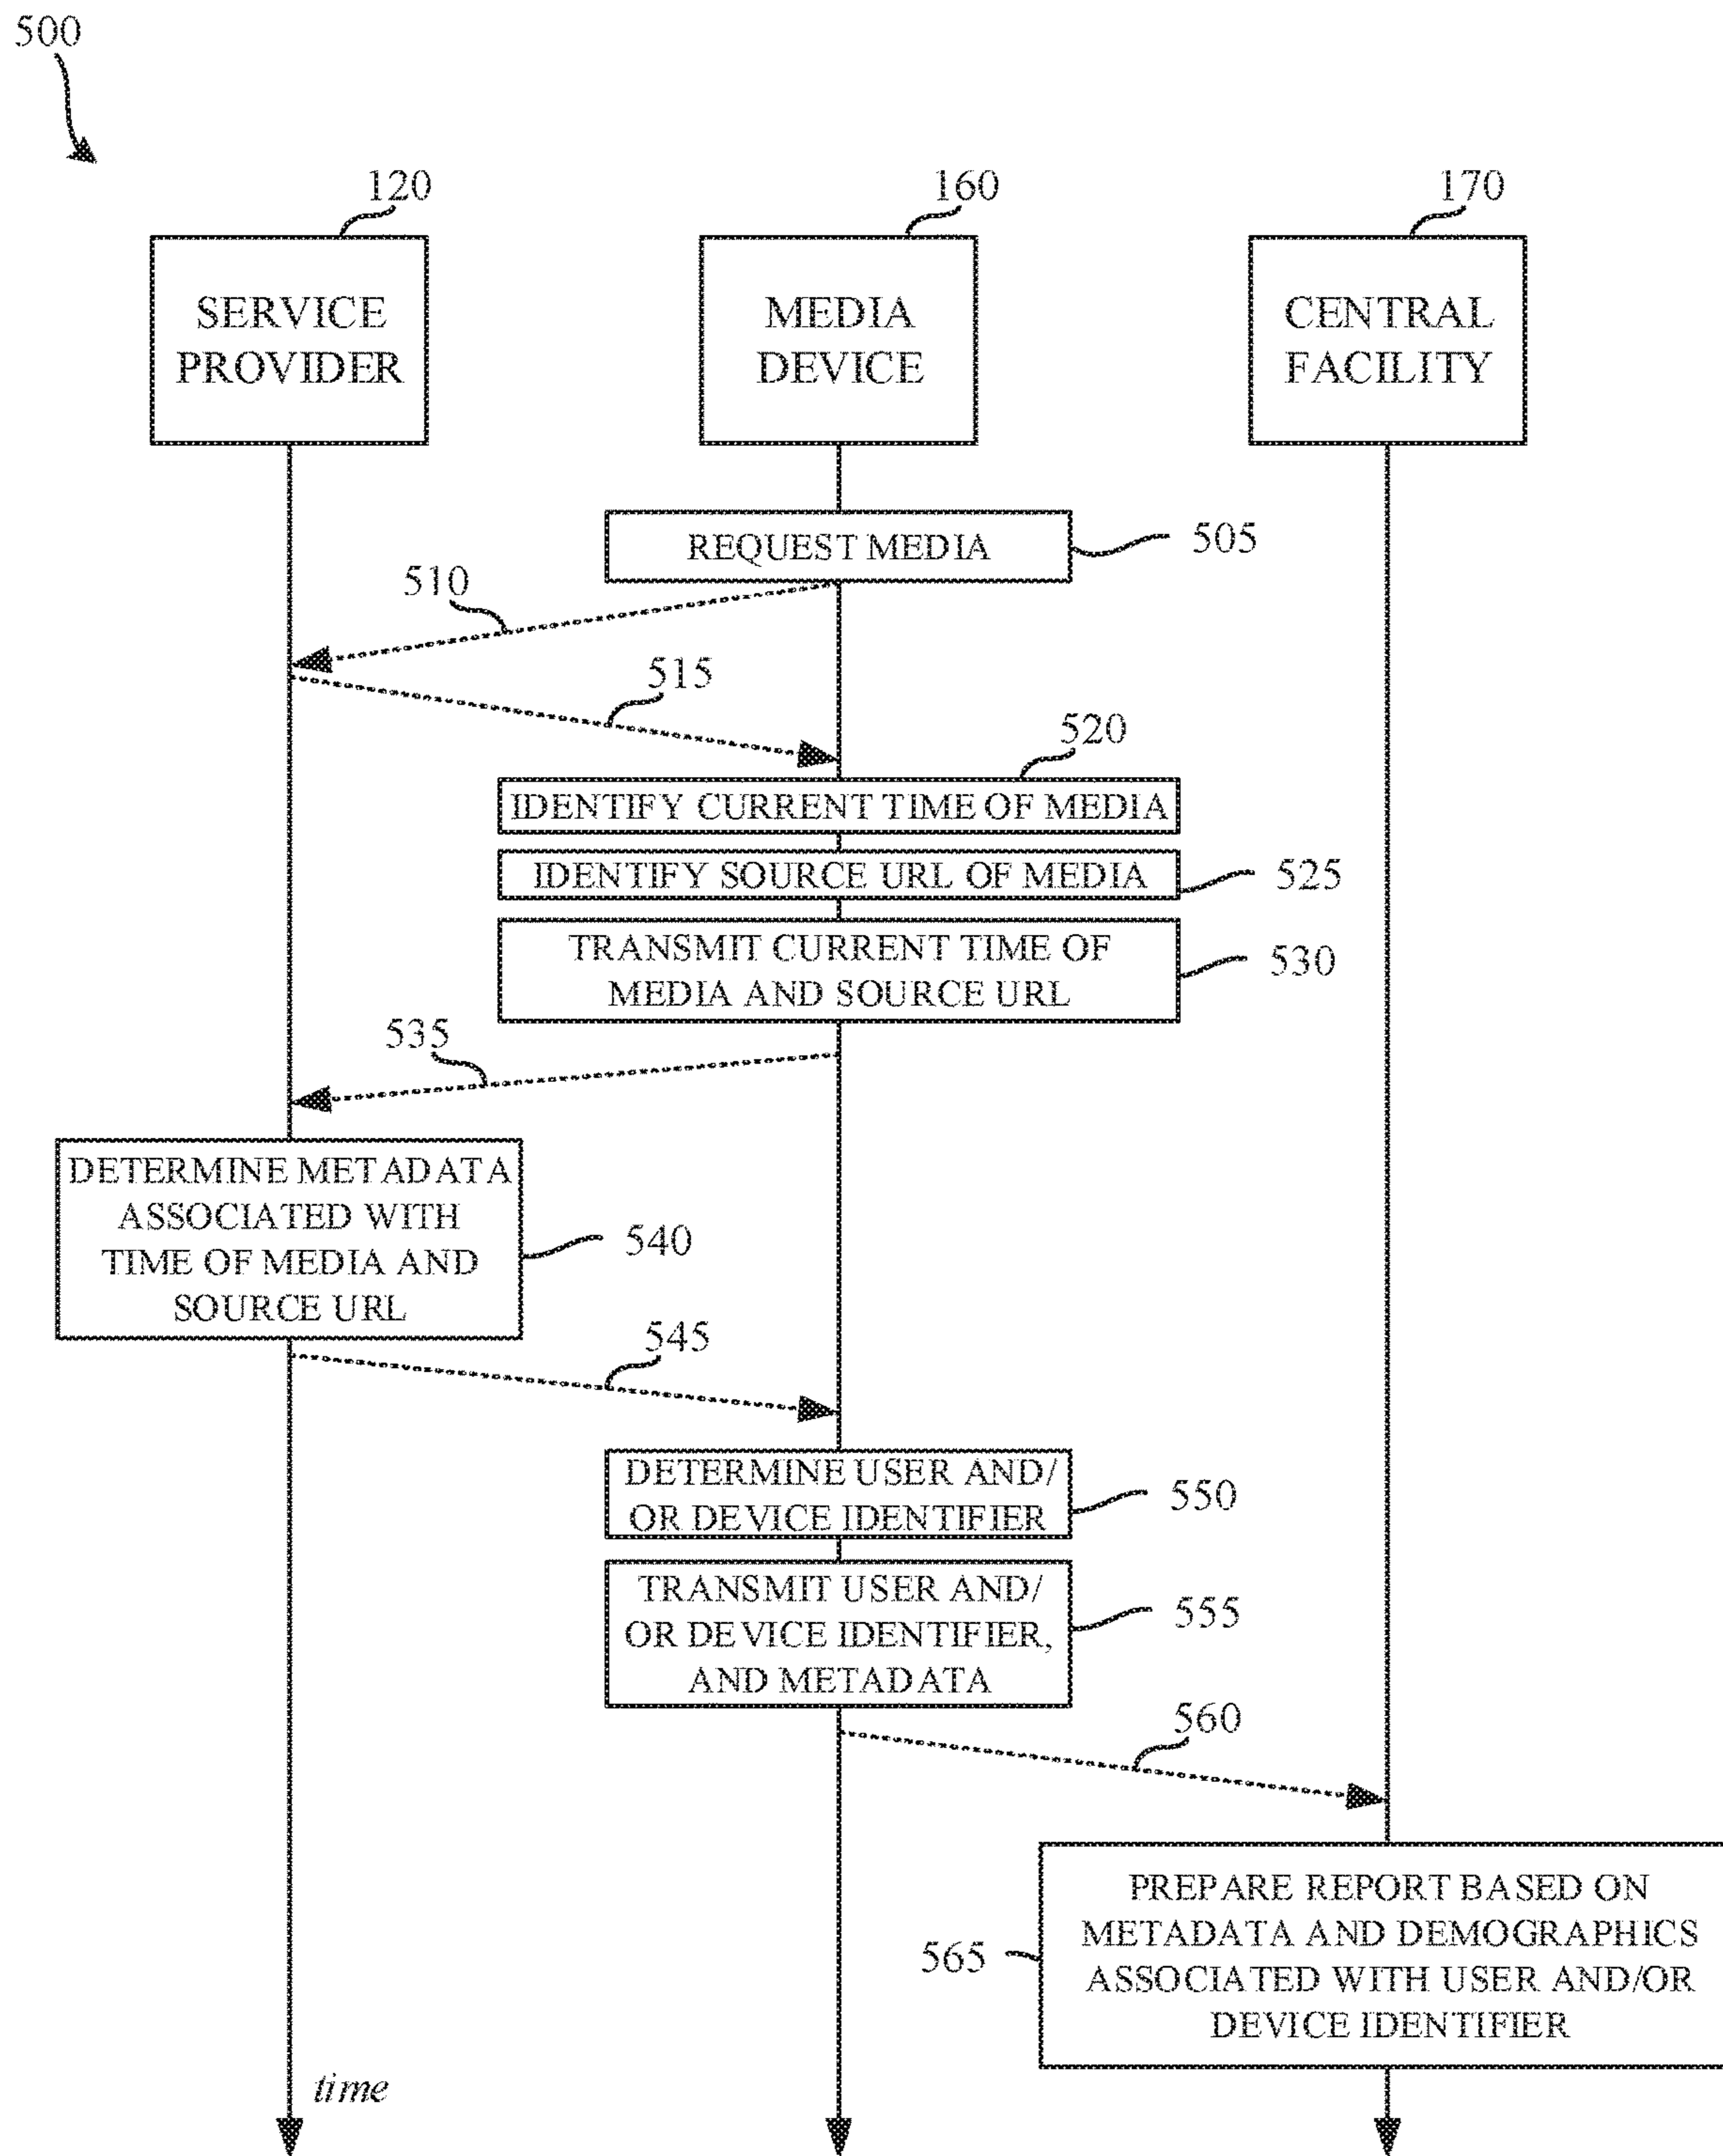 500
120
160
170
SERVICE
PROVIDER
MEDIA
DEVICE
CENTRAL
FACILITY
REQUEST MEDIA
505
510
515
520
IDENTIFY CURRENT TIME OF MEDIA
IDENTIFY SOURCE URL OF MEDIA
525
TRANSMIT CURRENT TIME OF
MEDIA AND SOURCE URL
530
535
DETERMINE METADATA
ASSOCIATED WITH
TIME OF MEDIA AND
SOURCE URL
540
545
DETERMINE USER AND/
OR DEVICE IDENTIFIER
550
TRANSMIT USER AND/
OR DEVICE IDENTIFIER,
AND METADATA
555
560
PREPARE REPORT BASED ON
METADATA AND DEMOGRAPHICS
ASSOCIATED WITH USER AND/OR
DEVICE IDENTIFIER
565
time